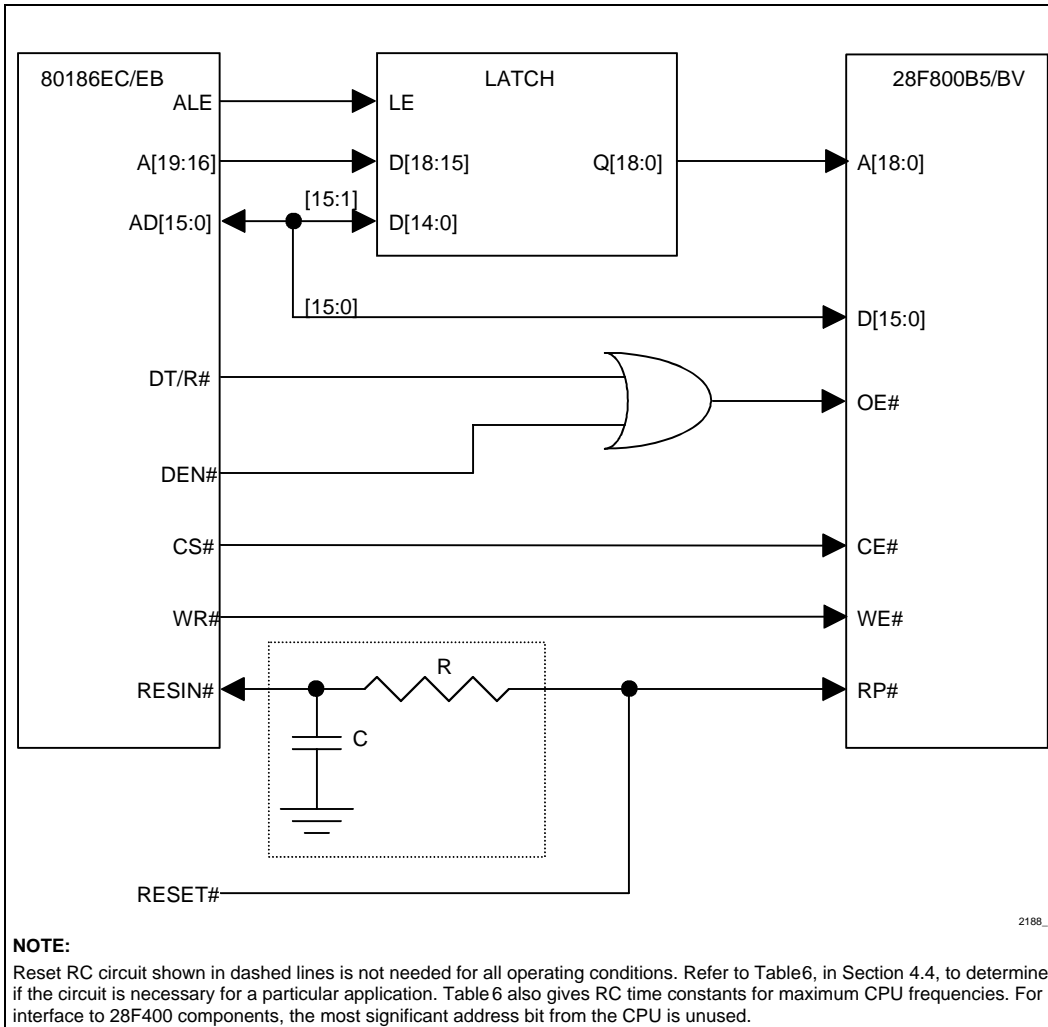 80186EC/EB
LATCH
28F800B5/BV
ALE
LE
A[19:16]
D[18:15]
Q[18:0]
A[18:0]
[15:1]
AD[15:0]
D[14:0]
[15:0]
D[15:0]
DT/R#
OE#
DEN#
CS#
CE#
WR#
WE#
R
RESIN#
RP#
C
RESET#
2188_
NOTE:
Reset RC circuit shown in dashed lines is not needed for all operating conditions. Refer to Table6, in Section 4.4, to determine
if the circuit is necessary for a particular application. Table 6 also gives RC time constants for maximum CPU frequencies. For
interface to 28F400 components, the most significant address bit from the CPU is unused.